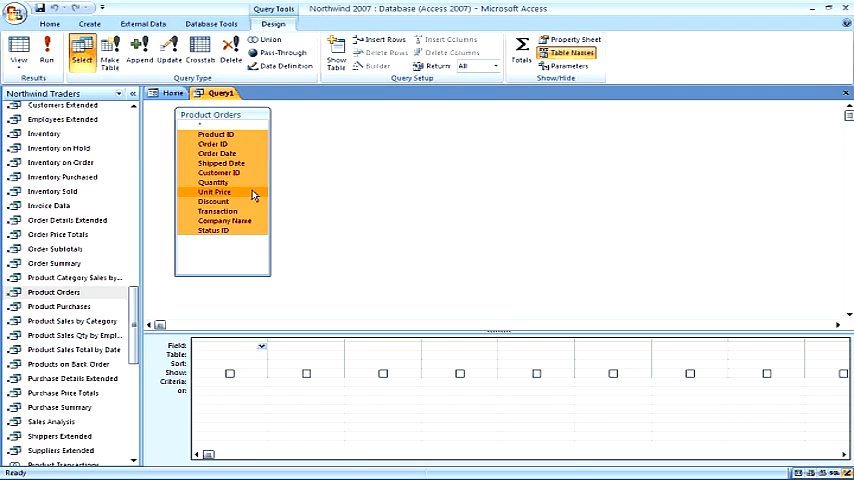 Query Tools
Northwind 2007 : Database (Access 2007) - Microsoft Access
Home
Create
External Data
Database Tools
Design
View
Run
Select
Make Table
Append
Update
Crosstab
Delete
Union
Pass-Through
Data Definition
Show Table
Insert Rows
Delete Rows
Builder
Insert Columns
Delete Columns
Return: All
Totals
Property Sheet
Table Names
Parameters
Results
Query Type
Query Setup
Show/Hide
Northwind Traders
Home
Query1
Customers Extended
Employees Extended
Inventory
Inventory on Hold
Inventory on Order
Inventory Purchased
Inventory Sold
Invoice Data
Order Details Extended
Order Price Totals
Order Subtotals
Order Summary
Product Category Sales by...
Product Orders
Product Purchases
Product Sales by Category
Product Sales Qty by Empl...
Product Sales Total by Date
Products on Back Order
Purchase Details Extended
Purchase Price Totals
Purchase Summary
Sales Analysis
Shippers Extended
Suppliers Extended
Product Transactions
Product Orders
*
Product ID
Order ID
Order Date
Shipped Date
Customer ID
Quantity
Unit Price
Discount
Transaction
Company Name
Status ID
Field:
Table:
Sort:
Show:
Criteria:
or:
Ready